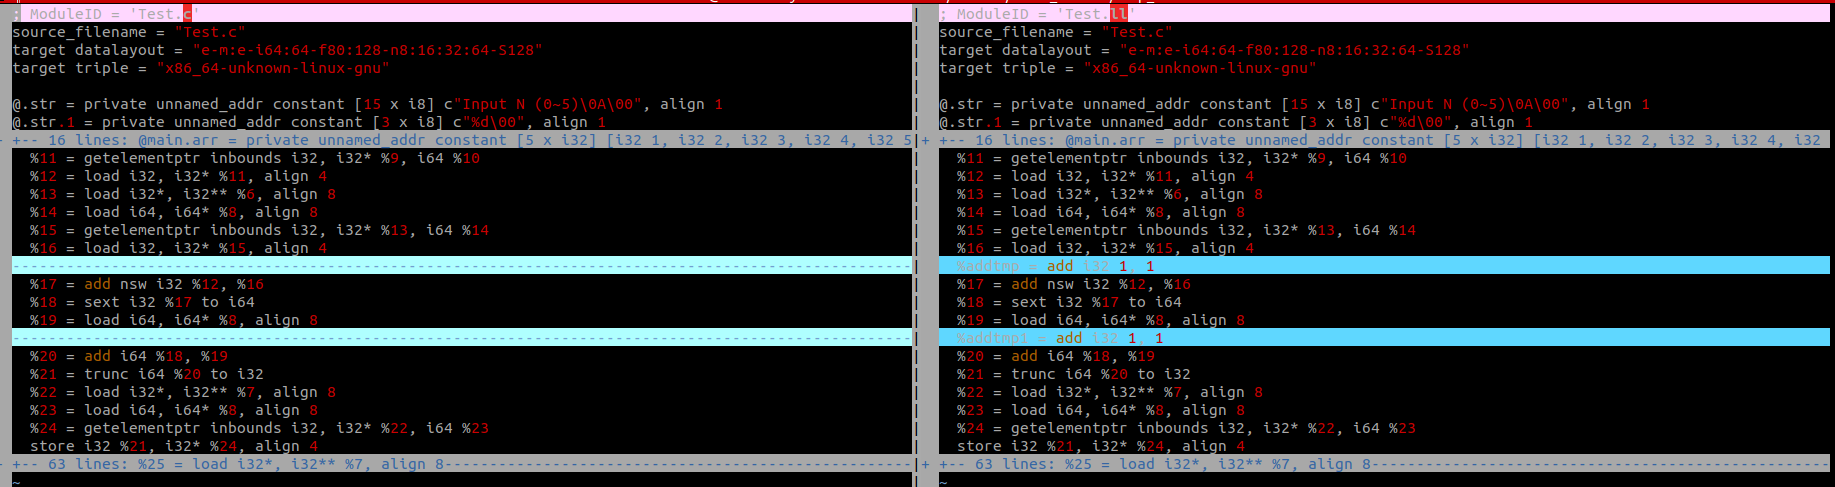 ; ModuleID = 'Test.c'
source_filename = "Test.c"
target datalayout = "e-m:e-i64:64-f80:128-n8:16:32:64-S128"
target triple = "x86_64-unknown-linux-gnu"
@.str = private unnamed_addr constant [15 x i8] c"Input N (0~5)\0A\00", align 1
@.str.1 = private unnamed_addr constant [3 x i8] c"%d\00", align 1
+-- 16 lines: @main.arr = private unnamed_addr constant [5 x i32] [i32 1, i32 2, i32 3, i32 4, i32 5
%11 = getelementptr inbounds i32, i32* %9, i64 %10
%12 = load i32, i32* %11, align 4
%13 = load i32*, i32** %6, align 8
%14 = load i64, i64* %8, align 8
%15 = getelementptr inbounds i32, i32* %13, i64 %14
%16 = load i32, i32* %15, align 4
%17 = add nsw i32 %12, %16
%18 = sext i32 %17 to i64
%19 = load i64, i64* %8, align 8
%20 = add i64 %18, %19
%21 = trunc i64 %20 to i32
%22 = load i32*, i32** %7, align 8
%23 = load i64, i64* %8, align 8
%24 = getelementptr inbounds i32, i32* %22, i64 %23
store i32 %21, i32* %24, align 4
+-- 63 lines: %25 = load i32*, i32** %7, align 8
~
; ModuleID = 'Test.ll'
source_filename = "Test.c"
target datalayout = "e-m:e-i64:64-f80:128-n8:16:32:64-S128"
target triple = "x86_64-unknown-linux-gnu"
@.str = private unnamed_addr constant [15 x i8] c"Input N (0~5)\0A\00", align 1
@.str.1 = private unnamed_addr constant [3 x i8] c"%d\00", align 1
+ +-- 16 lines: @main.arr = private unnamed_addr constant [5 x i32] [i32 1, i32 2, i32 3, i32 4, i32
%11 = getelementptr inbounds i32, i32* %9, i64 %10
%12 = load i32, i32* %11, align 4
%13 = load i32*, i32** %6, align 8
%14 = load i64, i64* %8, align 8
%15 = getelementptr inbounds i32, i32* %13, i64 %14
%16 = load i32, i32* %15, align 4
%addtmp = add i32 1, 1
%17 = add nsw i32 %12, %16
%18 = sext i32 %17 to i64
%19 = load i64, i64* %8, align 8
%addtmp1 = add i32 1, 1
%20 = add i64 %18, %19
%21 = trunc i64 %20 to i32
%22 = load i32*, i32** %7, align 8
%23 = load i64, i64* %8, align 8
%24 = getelementptr inbounds i32, i32* %22, i64 %23
store i32 %21, i32* %24, align 4
+ +-- 63 lines: %25 = load i32*, i32** %7, align 8
~